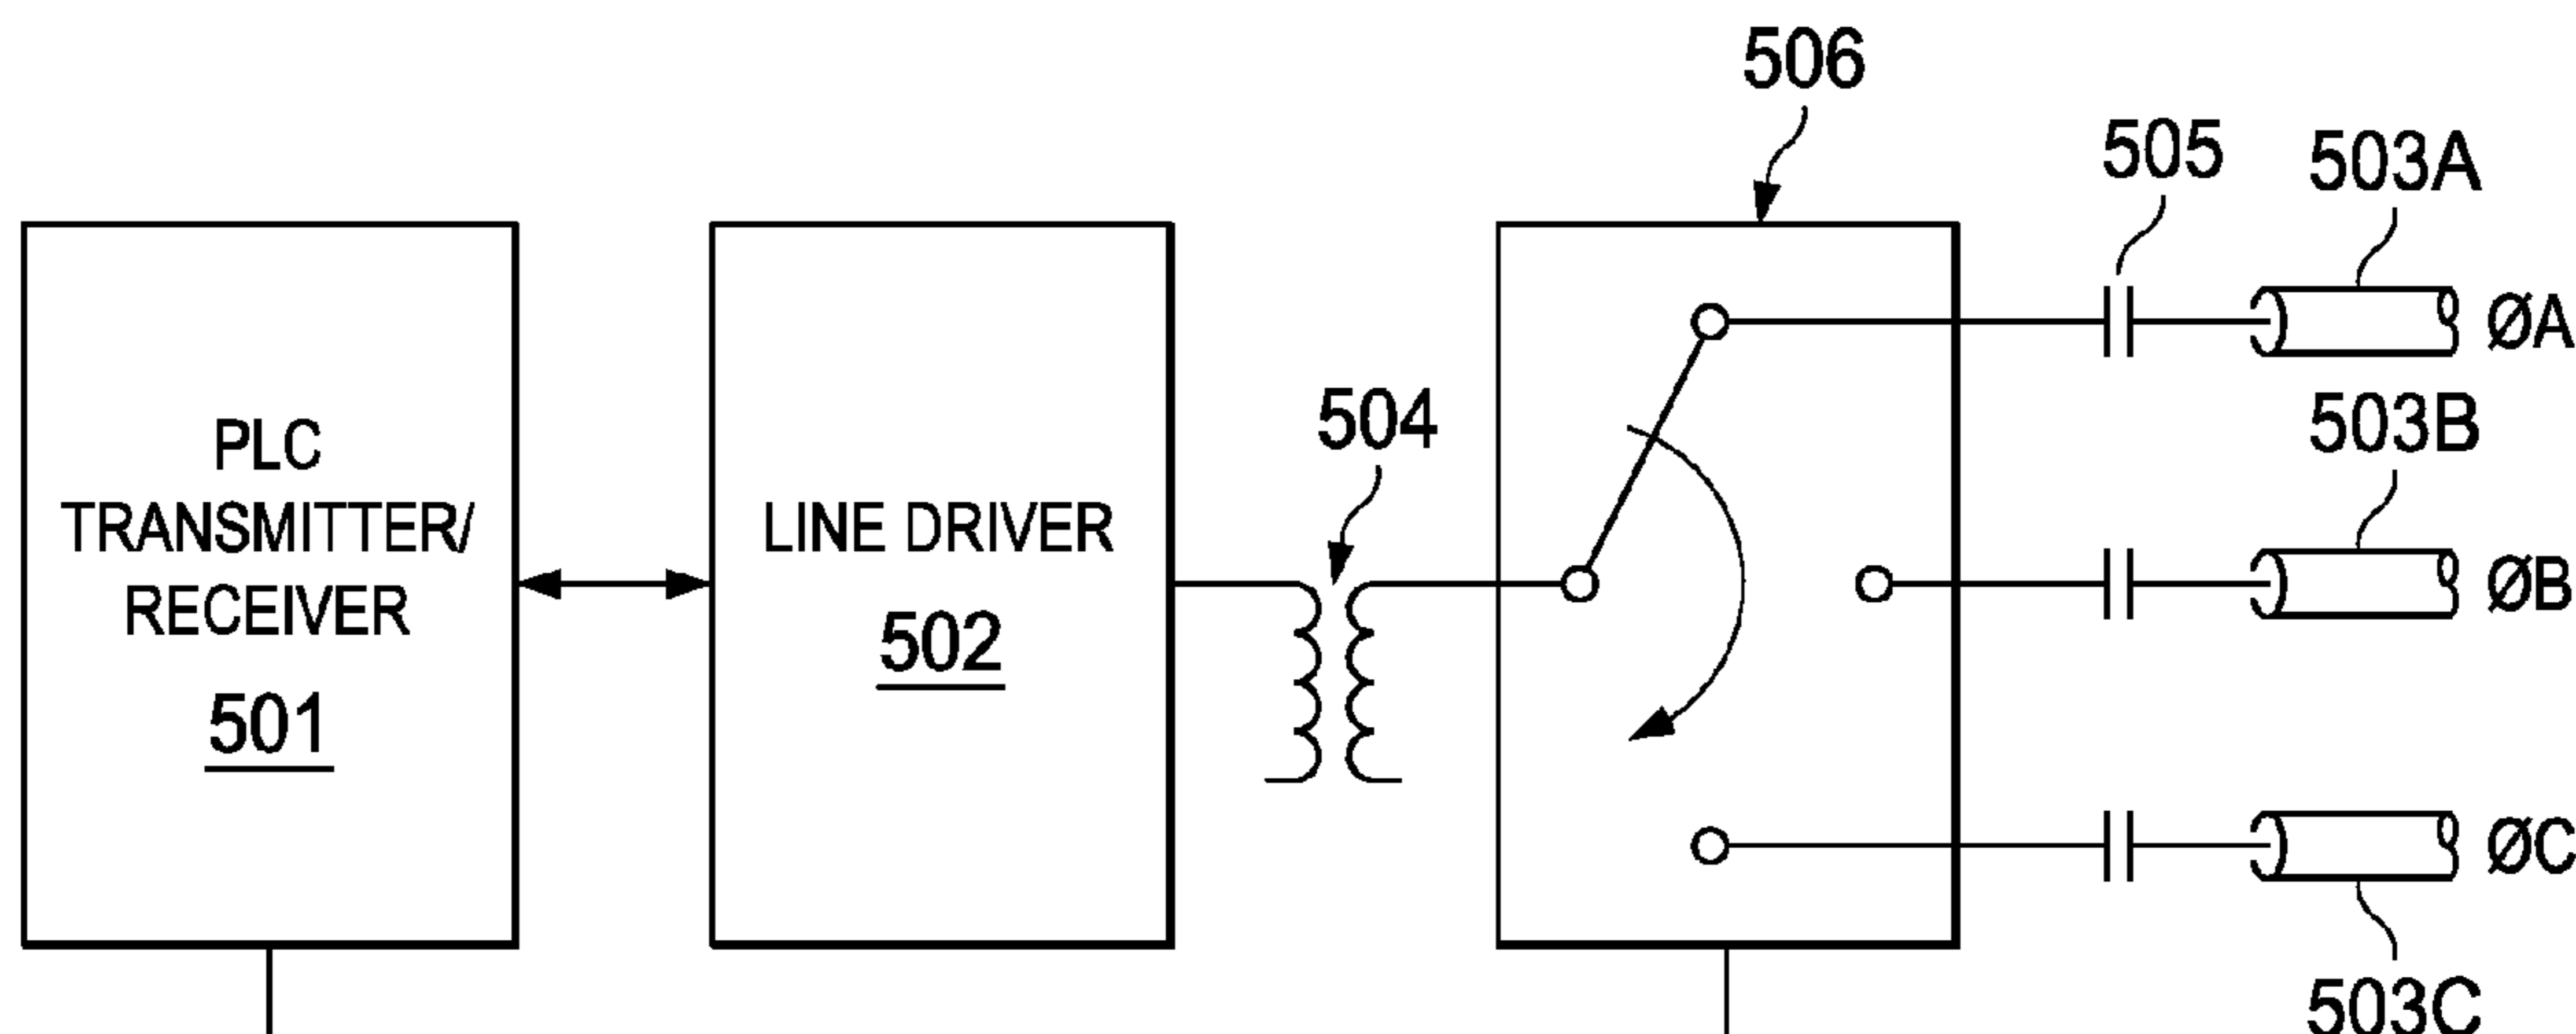 506
505
503A
ØA
503B
ØB
504
PLC
TRANSMITTER/
RECEIVER
501
LINE DRIVER
502
ØC
503C